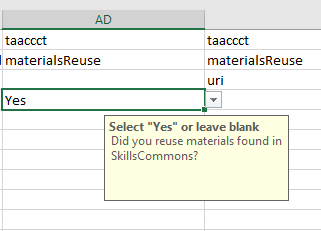 AD
taaccct taaccct
materialsReuse materialsReuse
uri
Yes
Select "Yes" or leave blank
Did you reuse materials found in
SkillsCommons?